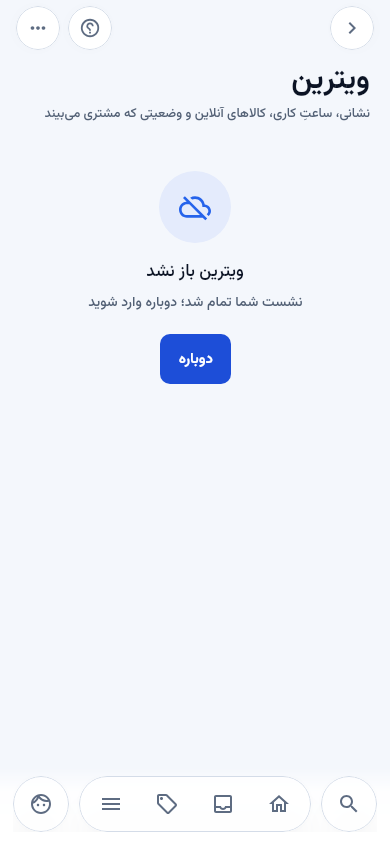 ویترین
نشانی، ساعتِ کاری، کالاهای آنلاین و وضعیتی که مشتری می‌بیند
ویترین باز نشد
نشست شما تمام شد؛ دوباره وارد شوید
دوباره